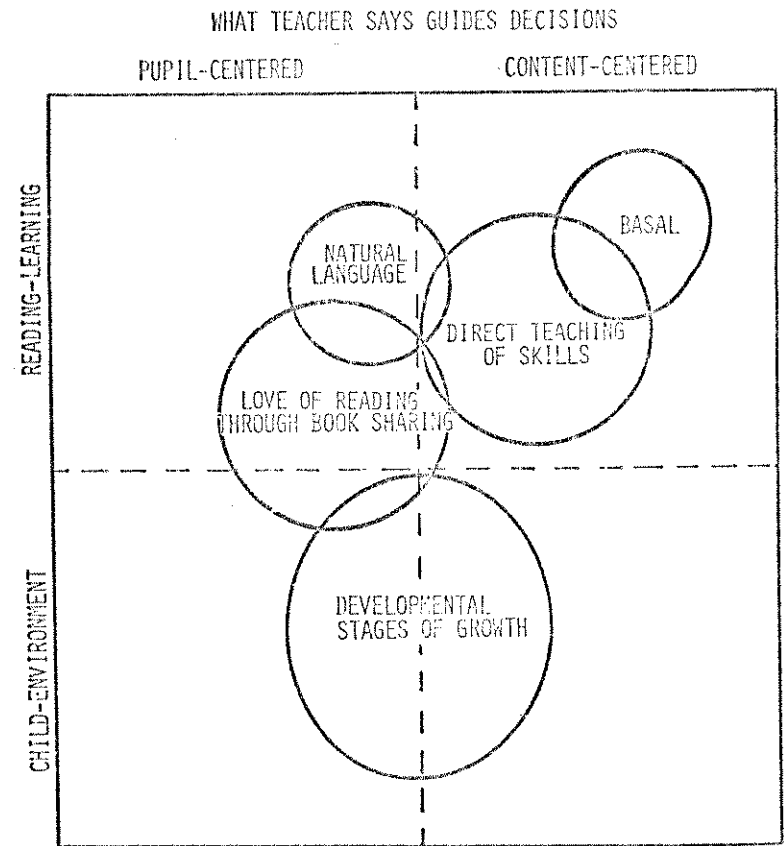 WHAT TEACHER SAYS GUIDES DECISIONS
PUPIL-CENTERED
CONTENT-CENTERED
READING-LEARNING
BASAL
NATURAL
LANGUAGE
DIRECT TEACHING
OF SKILLS
LOVE OF READING
THROUGH BOOK SHARING
CHILD-ENVIRONMENT
DEVELOPMENTAL
STAGES OF GROWTH